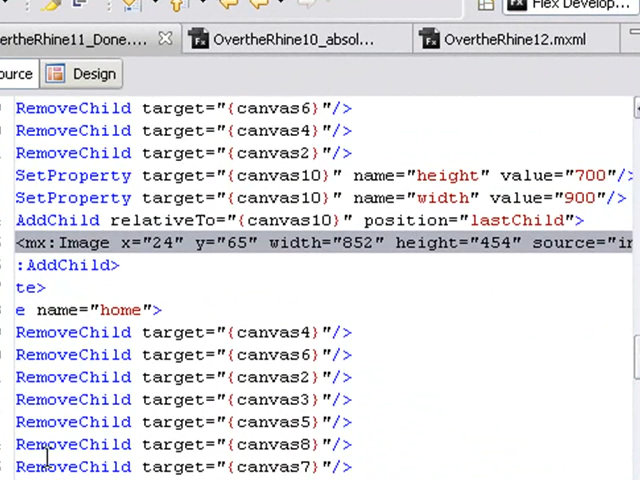 Flex Develop...
ertheRhine11_Done.... OvertheRhine10_absol... OvertheRhine12.mxml
ource Design
RemoveChild target="{canvas6}"/>
RemoveChild target="{canvas4}"/>
RemoveChild target="{canvas2}"/>
SetProperty target="{canvas10}" name="height" value="700"/>
SetProperty target="{canvas10}" name="width" value="900"/>
AddChild relativeTo="{canvas10}" position="lastChild">
<mx:Image x="24" y="65" width="852" height="454" source="in
:AddChild>
te>
e name="home">
RemoveChild target="{canvas4}"/>
RemoveChild target="{canvas6}"/>
RemoveChild target="{canvas2}"/>
RemoveChild target="{canvas3}"/>
RemoveChild target="{canvas5}"/>
RemoveChild target="{canvas8}"/>
RemoveChild target="{canvas7}"/>